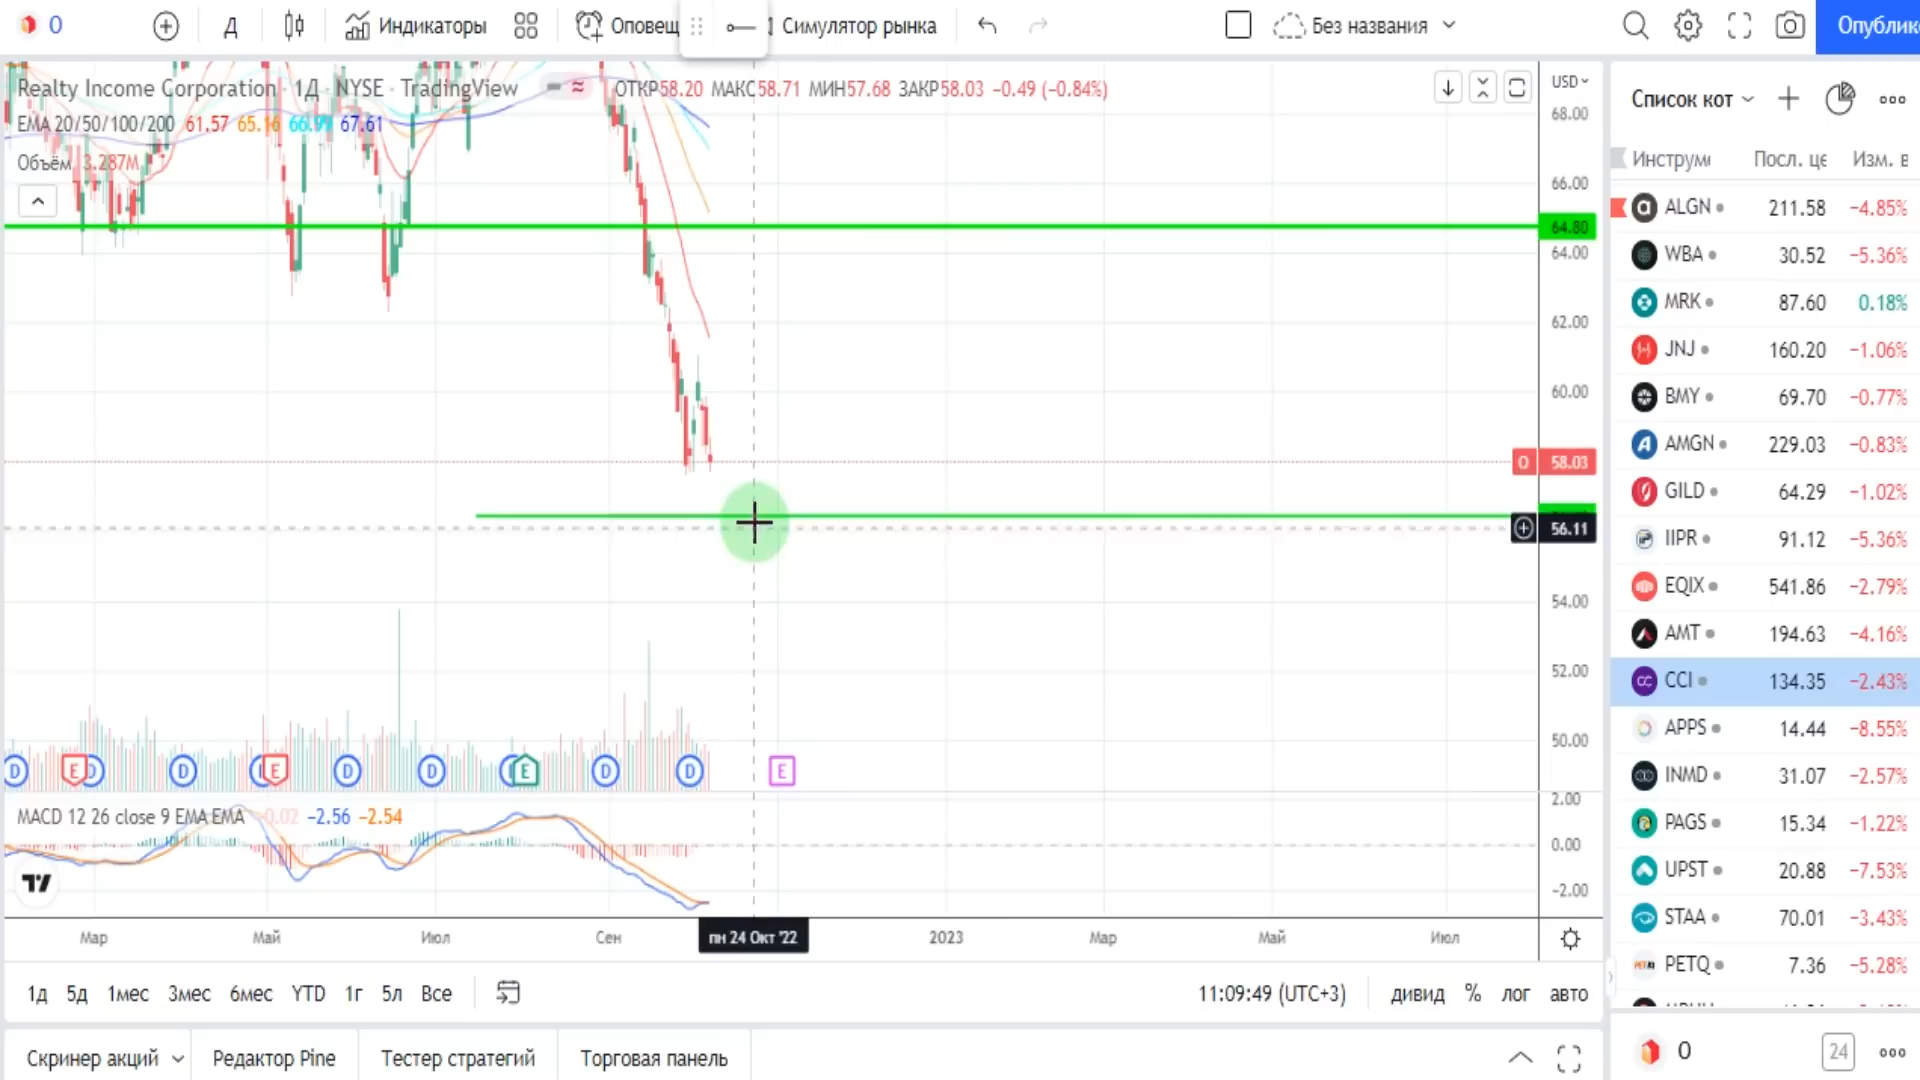 O
Д
Индикаторы
Оповещ
Симулятор рынка
Без названия
Опублик
Realty Income Corporation · 1Д · NYSE · TradingView
ОТКР58.20 МАКС58.71 МИН57.68 ЗАКР58.03 −0.49 (−0.84%)
EMA 20/50/100/200 61.57 65.16 66.99 67.61
Объём 3.287M
USD
68.00
66.00
64.80
64.00
62.00
60.00
O 58.03
56.11
54.00
52.00
50.00
D E D D E D D E D D E
MACD 12 26 close 9 EMA EMA −0.02 −2.56 −2.54
2.00
0.00
−2.00
Мар Май Июл Сен пн 24 Окт '22 2023 Мар Май Июл
1д 5д 1мес 3мес 6мес YTD 1г 5л Все
11:09:49 (UTC+3) дивид % лог авто
Скринер акций Редактор Pine Тестер стратегий Торговая панель
Список кот
Инструм Посл. це Изм. в
ALGN 211.58 −4.85%
WBA 30.52 −5.36%
MRK 87.60 0.18%
JNJ 160.20 −1.06%
BMY 69.70 −0.77%
AMGN 229.03 −0.83%
GILD 64.29 −1.02%
IIPR 91.12 −5.36%
EQIX 541.86 −2.79%
AMT 194.63 −4.16%
CCI 134.35 −2.43%
APPS 14.44 −8.55%
INMD 31.07 −2.57%
PAGS 15.34 −1.22%
UPST 20.88 −7.53%
STAA 70.01 −3.43%
PETQ 7.36 −5.28%
O 24